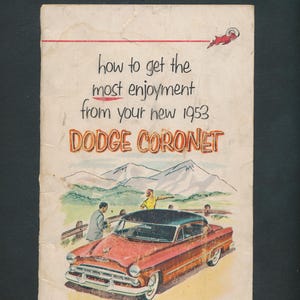 how to get the
most enjoyment
from your new 1953
DODGE CORONET